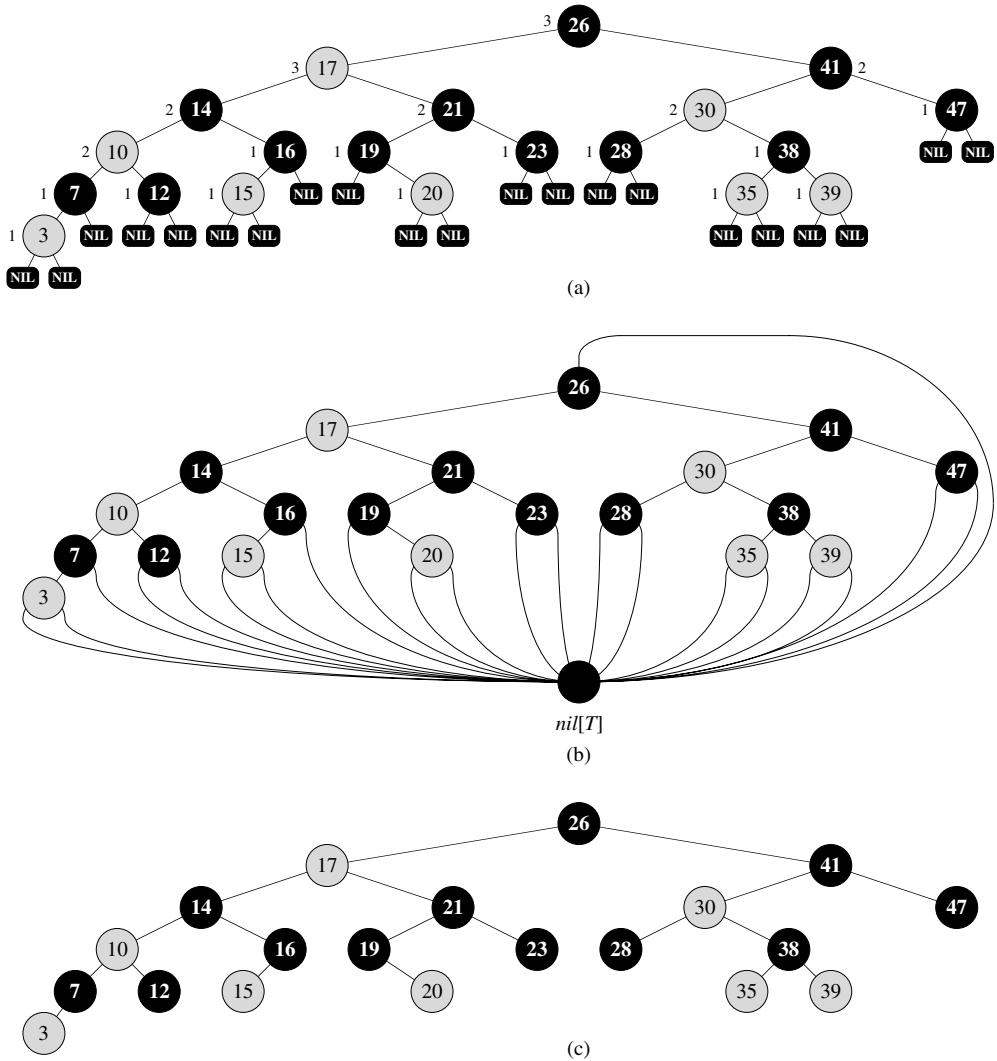 3 26
3 17 41 2
2 14 2 21 2 30 1 47
2 10 1 16 1 19 1 23 1 28 1 38 NIL NIL
1 7 1 12 1 15 NIL NIL 1 20 NIL NIL NIL NIL 1 35 1 39
1 3 NIL NIL NIL NIL NIL NIL NIL NIL NIL NIL NIL
NIL NIL
(a)
26
17 41
14 21 30 47
10 16 19 23 28 38
7 12 15 20 35 39
3
nil[T]
(b)
26
17 41
14 21 30 47
10 16 19 23 28 38
7 12 15 20 35 39
3
(c)